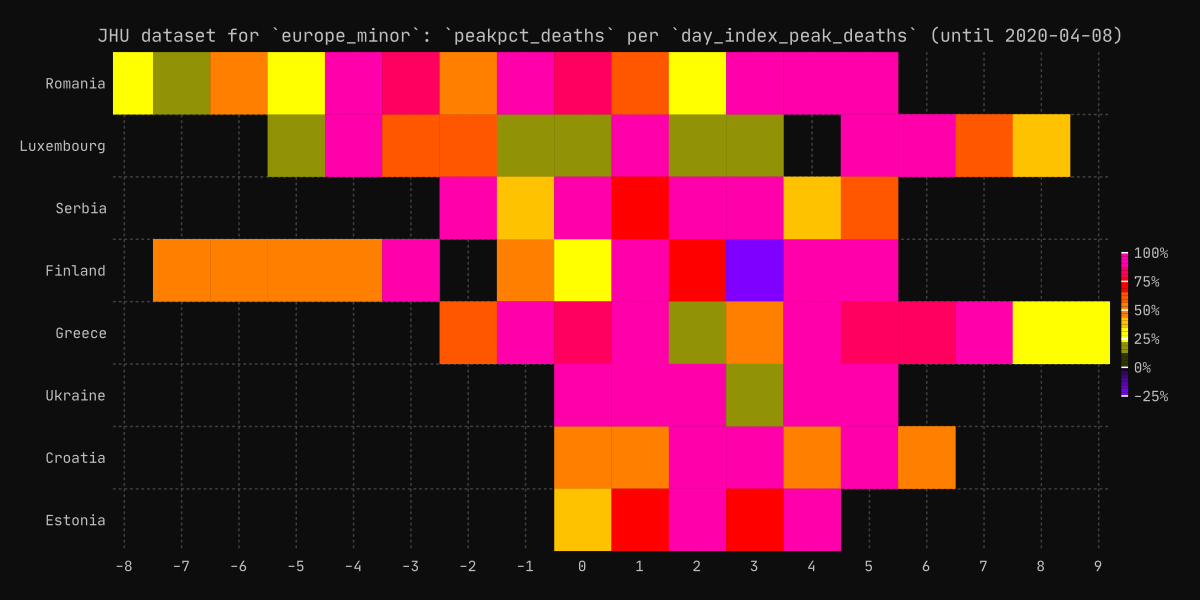 JHU dataset for `europe_minor`: `peakpct_deaths` per `day_index_peak_deaths` (until 2020-04-08)
Romania
Luxembourg
Serbia
Finland
Greece
Ukraine
Croatia
Estonia
-8 -7 -6 -5 -4 -3 -2 -1 0 1 2 3 4 5 6 7 8 9
100%
75%
50%
25%
0%
-25%